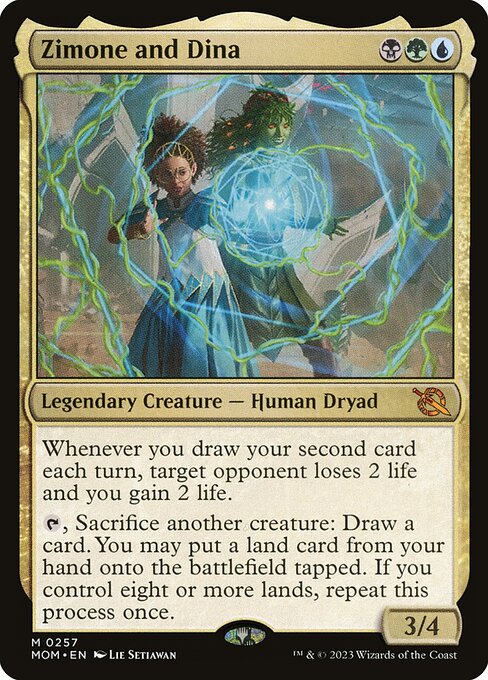 Zimone and Dina
Legendary Creature — Human Dryad
Whenever you draw your second card
each turn, target opponent loses 2 life
and you gain 2 life.
, Sacrifice another creature: Draw a
card. You may put a land card from your
hand onto the battlefield tapped. If you
control eight or more lands, repeat this
process once.
3/4
M 0257
MOM • EN Lie Setiawan
™ & © 2023 Wizards of the Coast